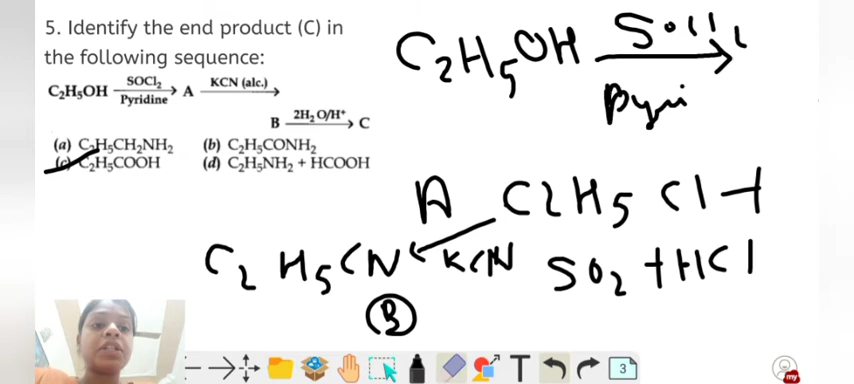 5. Identify the end product (C) in
the following sequence:
C₂H₅OH —SOCl₂/Pyridine→ A —KCN (alc.)→
B —2H₂O/H⁺→ C
(a) C₂H₅CH₂NH₂ (b) C₂H₅CONH₂
(c) C₂H₅COOH (d) C₂H₅NH₂ + HCOOH
C₂H₅OH
Pyri
A C2H5Cl +
C₂H₅CN KCN SO₂ + HCl
B
T 3
my